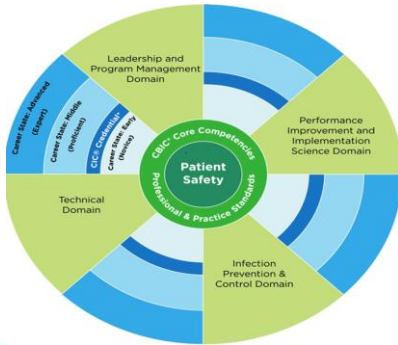 Leadership and
Program Management
Domain
Career State: Advanced
(Expert)
Career State: Middle
(Proficient)
CIC® Credential*
Career State: Early
(Novice)
Performance
Improvement and
Implementation
Science Domain
CBIC* Core Competencies
Patient
Safety
Professional & Practice Standards
Technical
Domain
Infection
Prevention &
Control Domain